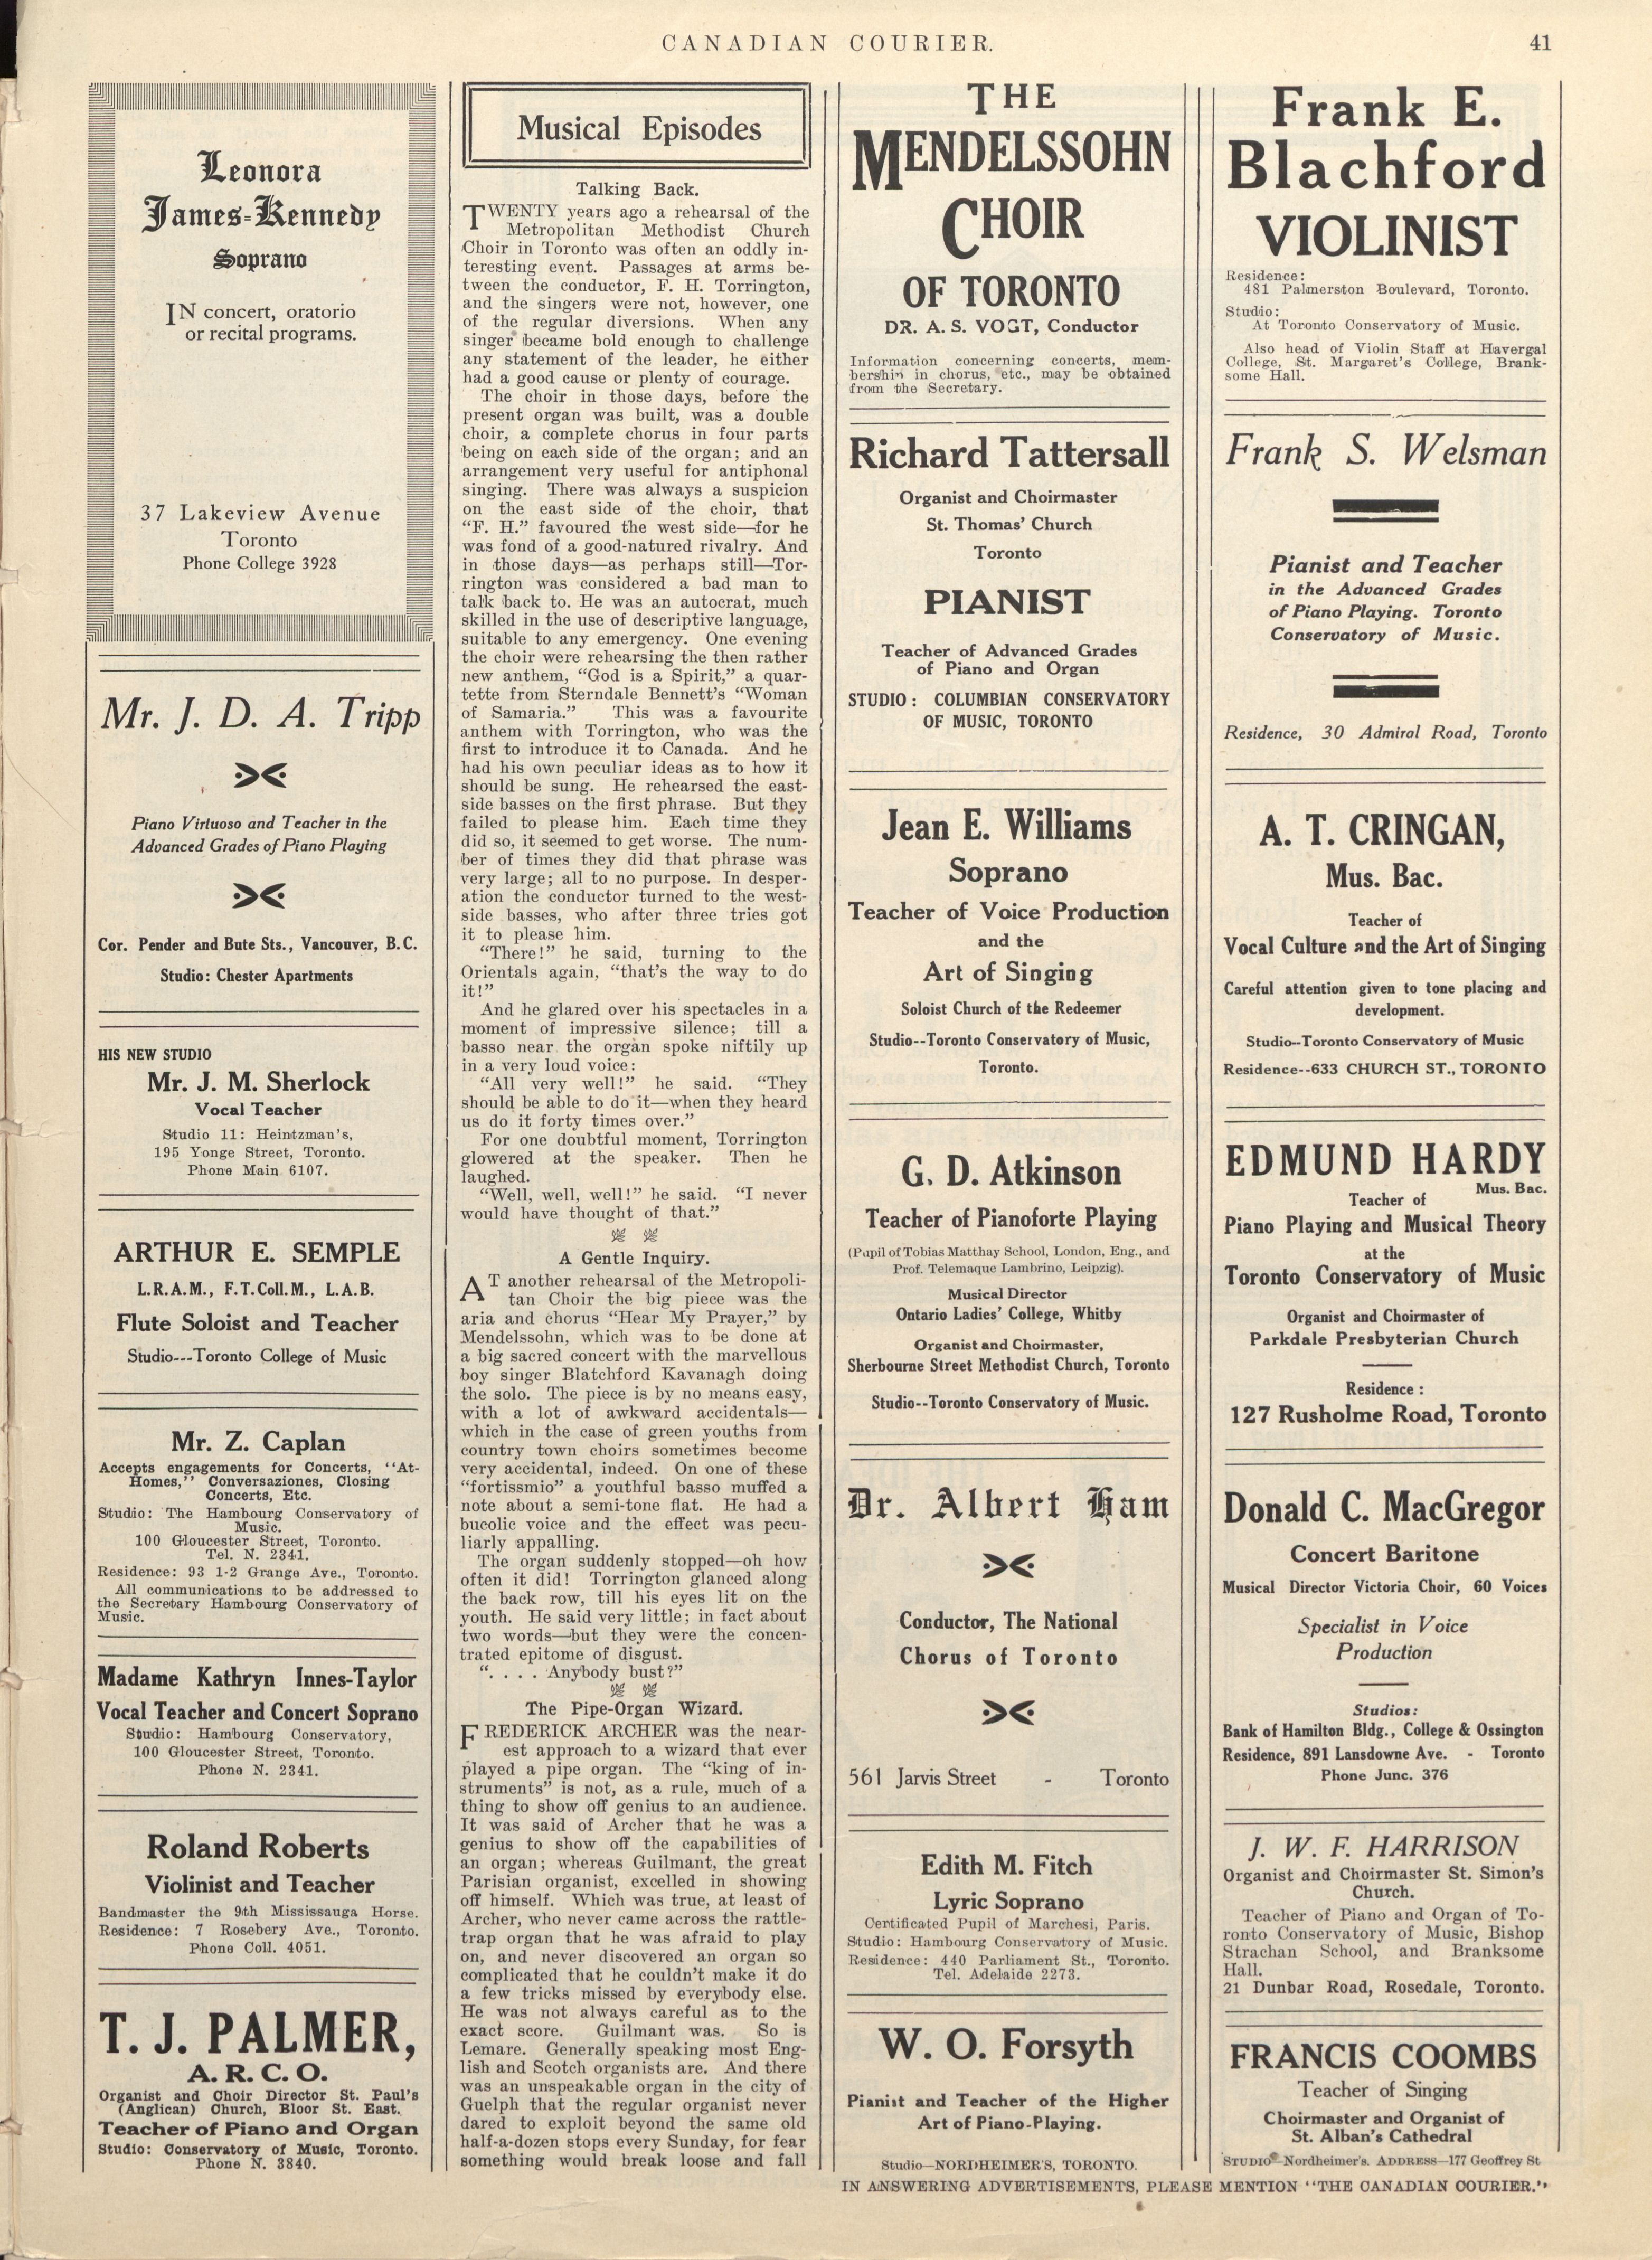 CANADIAN COURIER.
41
Leonora
James-Kennedy
Soprano
IN concert, oratorio
or recital programs.
37 Lakeview Avenue
Toronto
Phone College 3928
Mr. J. D. A. Tripp
Piano Virtuoso and Teacher in the
Advanced Grades of Piano Playing
Cor. Pender and Bute Sts., Vancouver, B.C.
Studio: Chester Apartments
HIS NEW STUDIO
Mr. J. M. Sherlock
Vocal Teacher
Studio 11: Heintzman's,
195 Yonge Street, Toronto.
Phone Main 6107.
ARTHUR E. SEMPLE
L.R.A.M., F.T.Coll.M., L.A.B.
Flute Soloist and Teacher
Studio---Toronto College of Music
Mr. Z. Caplan
Accepts engagements for Concerts, "At-
Homes," Conversaziones, Closing
Concerts, Etc.
Studio: The Hambourg Conservatory of
Music.
100 Gloucester Street, Toronto.
Tel. N. 2341.
Residence: 93 1-2 Grange Ave., Toronto.
All communications to be addressed to
the Secretary Hambourg Conservatory of
Music.
Madame Kathryn Innes-Taylor
Vocal Teacher and Concert Soprano
Studio: Hambourg Conservatory,
100 Gloucester Street, Toronto.
Phone N. 2341.
Roland Roberts
Violinist and Teacher
Bandmaster the 9th Mississauga Horse.
Residence: 7 Rosebery Ave., Toronto.
Phone Coll. 4051.
T. J. PALMER,
A. R. C. O.
Organist and Choir Director St. Paul's
(Anglican) Church, Bloor St. East.
Teacher of Piano and Organ
Studio: Conservatory of Music, Toronto.
Phone N. 3840.
Musical Episodes
Talking Back.
TWENTY years ago a rehearsal of the
Metropolitan Methodist Church
Choir in Toronto was often an oddly in-
teresting event. Passages at arms be-
tween the conductor, F. H. Torrington,
and the singers were not, however, one
of the regular diversions. When any
singer became bold enough to challenge
any statement of the leader, he either
had a good cause or plenty of courage.
The choir in those days, before the
present organ was built, was a double
choir, a complete chorus in four parts
being on each side of the organ; and an
arrangement very useful for antiphonal
singing. There was always a suspicion
on the east side of the choir, that
"F. H." favoured the west side—for he
was fond of a good-natured rivalry. And
in those days—as perhaps still—Tor-
rington was considered a bad man to
talk back to. He was an autocrat, much
skilled in the use of descriptive language,
suitable to any emergency. One evening
the choir were rehearsing the then rather
new anthem, "God is a Spirit," a quar-
tette from Sterndale Bennett's "Woman
of Samaria." This was a favourite
anthem with Torrington, who was the
first to introduce it to Canada. And he
had his own peculiar ideas as to how it
should be sung. He rehearsed the east-
side basses on the first phrase. But they
failed to please him. Each time they
did so, it seemed to get worse. The num-
ber of times they did that phrase was
very large; all to no purpose. In desper-
ation the conductor turned to the west-
side basses, who after three tries got
it to please him.
"There!" he said, turning to the
Orientals again, "that's the way to do
it!"
And he glared over his spectacles in a
moment of impressive silence; till a
basso near the organ spoke niftily up
in a very loud voice:
"All very well!" he said. "They
should be able to do it—when they heard
us do it forty times over."
For one doubtful moment, Torrington
glowered at the speaker. Then he
laughed.
"Well, well, well!" he said. "I never
would have thought of that."
A Gentle Inquiry.
AT another rehearsal of the Metropoli-
tan Choir the big piece was the
aria and chorus "Hear My Prayer," by
Mendelssohn, which was to be done at
a big sacred concert with the marvellous
boy singer Blatchford Kavanagh doing
the solo. The piece is by no means easy,
with a lot of awkward accidentals—
which in the case of green youths from
country town choirs sometimes become
very accidental, indeed. On one of these
"fortissmio" a youthful basso muffed a
note about a semi-tone flat. He had a
bucolic voice and the effect was pecu-
liarly appalling.
The organ suddenly stopped—oh how
often it did! Torrington glanced along
the back row, till his eyes lit on the
youth. He said very little; in fact about
two words—but they were the concen-
trated epitome of disgust.
". . . . Anybody bust?"
The Pipe-Organ Wizard.
FREDERICK ARCHER was the near-
est approach to a wizard that ever
played a pipe organ. The "king of in-
struments" is not, as a rule, much of a
thing to show off genius to an audience.
It was said of Archer that he was a
genius to show off the capabilities of
an organ; whereas Guilmant, the great
Parisian organist, excelled in showing
off himself. Which was true, at least of
Archer, who never came across the rattle-
trap organ that he was afraid to play
on, and never discovered an organ so
complicated that he couldn't make it do
a few tricks missed by everybody else.
He was not always careful as to the
exact score. Guilmant was. So is
Lemare. Generally speaking most Eng-
lish and Scotch organists are. And there
was an unspeakable organ in the city of
Guelph that the regular organist never
dared to exploit beyond the same old
half-a-dozen stops every Sunday, for fear
something would break loose and fall
THE
MENDELSSOHN
CHOIR
OF TORONTO
DR. A. S. VOGT, Conductor
Information concerning concerts, mem-
bership in chorus, etc., may be obtained
from the Secretary.
Richard Tattersall
Organist and Choirmaster
St. Thomas' Church
Toronto
PIANIST
Teacher of Advanced Grades
of Piano and Organ
STUDIO: COLUMBIAN CONSERVATORY
OF MUSIC, TORONTO
Jean E. Williams
Soprano
Teacher of Voice Production
and the
Art of Singing
Soloist Church of the Redeemer
Studio--Toronto Conservatory of Music,
Toronto.
G. D. Atkinson
Teacher of Pianoforte Playing
(Pupil of Tobias Matthay School, London, Eng., and
Prof. Telemaque Lambrino, Leipzig).
Musical Director
Ontario Ladies' College, Whitby
Organist and Choirmaster,
Sherbourne Street Methodist Church, Toronto
Studio--Toronto Conservatory of Music.
Dr. Albert Ham
Conductor, The National
Chorus of Toronto
561 Jarvis Street - Toronto
Edith M. Fitch
Lyric Soprano
Certificated Pupil of Marchesi, Paris.
Studio: Hambourg Conservatory of Music.
Residence: 440 Parliament St., Toronto.
Tel. Adelaide 2273.
W. O. Forsyth
Pianist and Teacher of the Higher
Art of Piano-Playing.
Studio—NORDHEIMER'S, TORONTO.
Frank E.
Blachford
VIOLINIST
Residence:
481 Palmerston Boulevard, Toronto.
Studio:
At Toronto Conservatory of Music.
Also head of Violin Staff at Havergal
College, St. Margaret's College, Brank-
some Hall.
Frank S. Welsman
Pianist and Teacher
in the Advanced Grades
of Piano Playing. Toronto
Conservatory of Music.
Residence, 30 Admiral Road, Toronto
A. T. CRINGAN,
Mus. Bac.
Teacher of
Vocal Culture and the Art of Singing
Careful attention given to tone placing and
development.
Studio--Toronto Conservatory of Music
Residence--633 CHURCH ST., TORONTO
EDMUND HARDY
Mus. Bac.
Teacher of
Piano Playing and Musical Theory
at the
Toronto Conservatory of Music
Organist and Choirmaster of
Parkdale Presbyterian Church
Residence:
127 Rusholme Road, Toronto
Donald C. MacGregor
Concert Baritone
Musical Director Victoria Choir, 60 Voices
Specialist in Voice
Production
Studios:
Bank of Hamilton Bldg., College & Ossington
Residence, 891 Lansdowne Ave. - Toronto
Phone Junc. 376
J. W. F. HARRISON
Organist and Choirmaster St. Simon's
Church.
Teacher of Piano and Organ of To-
ronto Conservatory of Music, Bishop
Strachan School, and Branksome
Hall.
21 Dunbar Road, Rosedale, Toronto.
FRANCIS COOMBS
Teacher of Singing
Choirmaster and Organist of
St. Alban's Cathedral
STUDIO—Nordheimer's. ADDRESS—177 Geoffrey St
IN ANSWERING ADVERTISEMENTS, PLEASE MENTION "THE CANADIAN COURIER."